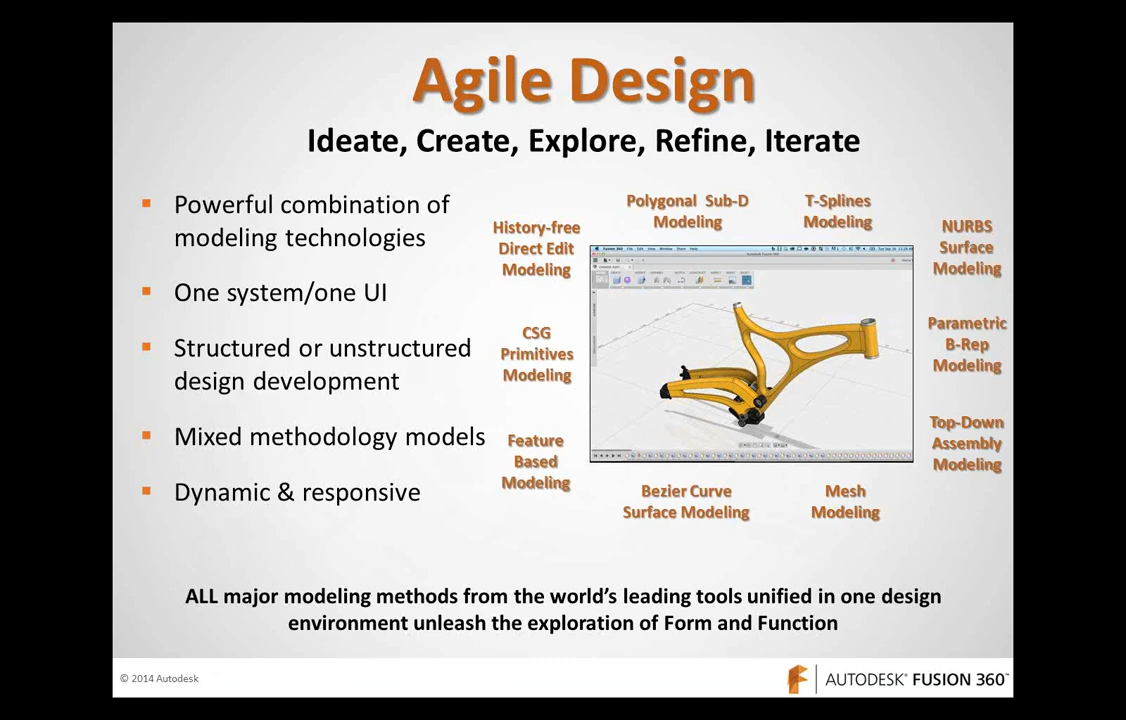 Agile Design
Ideate, Create, Explore, Refine, Iterate
▪ Powerful combination of
modeling technologies
▪ One system/one UI
▪ Structured or unstructured
design development
▪ Mixed methodology models
▪ Dynamic & responsive
History-free
Direct Edit
Modeling
CSG
Primitives
Modeling
Feature
Based
Modeling
Polygonal Sub-D
Modeling
T-Splines
Modeling
NURBS
Surface
Modeling
Parametric
B-Rep
Modeling
Top-Down
Assembly
Modeling
Bezier Curve
Surface Modeling
Mesh
Modeling
ALL major modeling methods from the world’s leading tools unified in one design
environment unleash the exploration of Form and Function
© 2014 Autodesk
AUTODESK® FUSION 360™